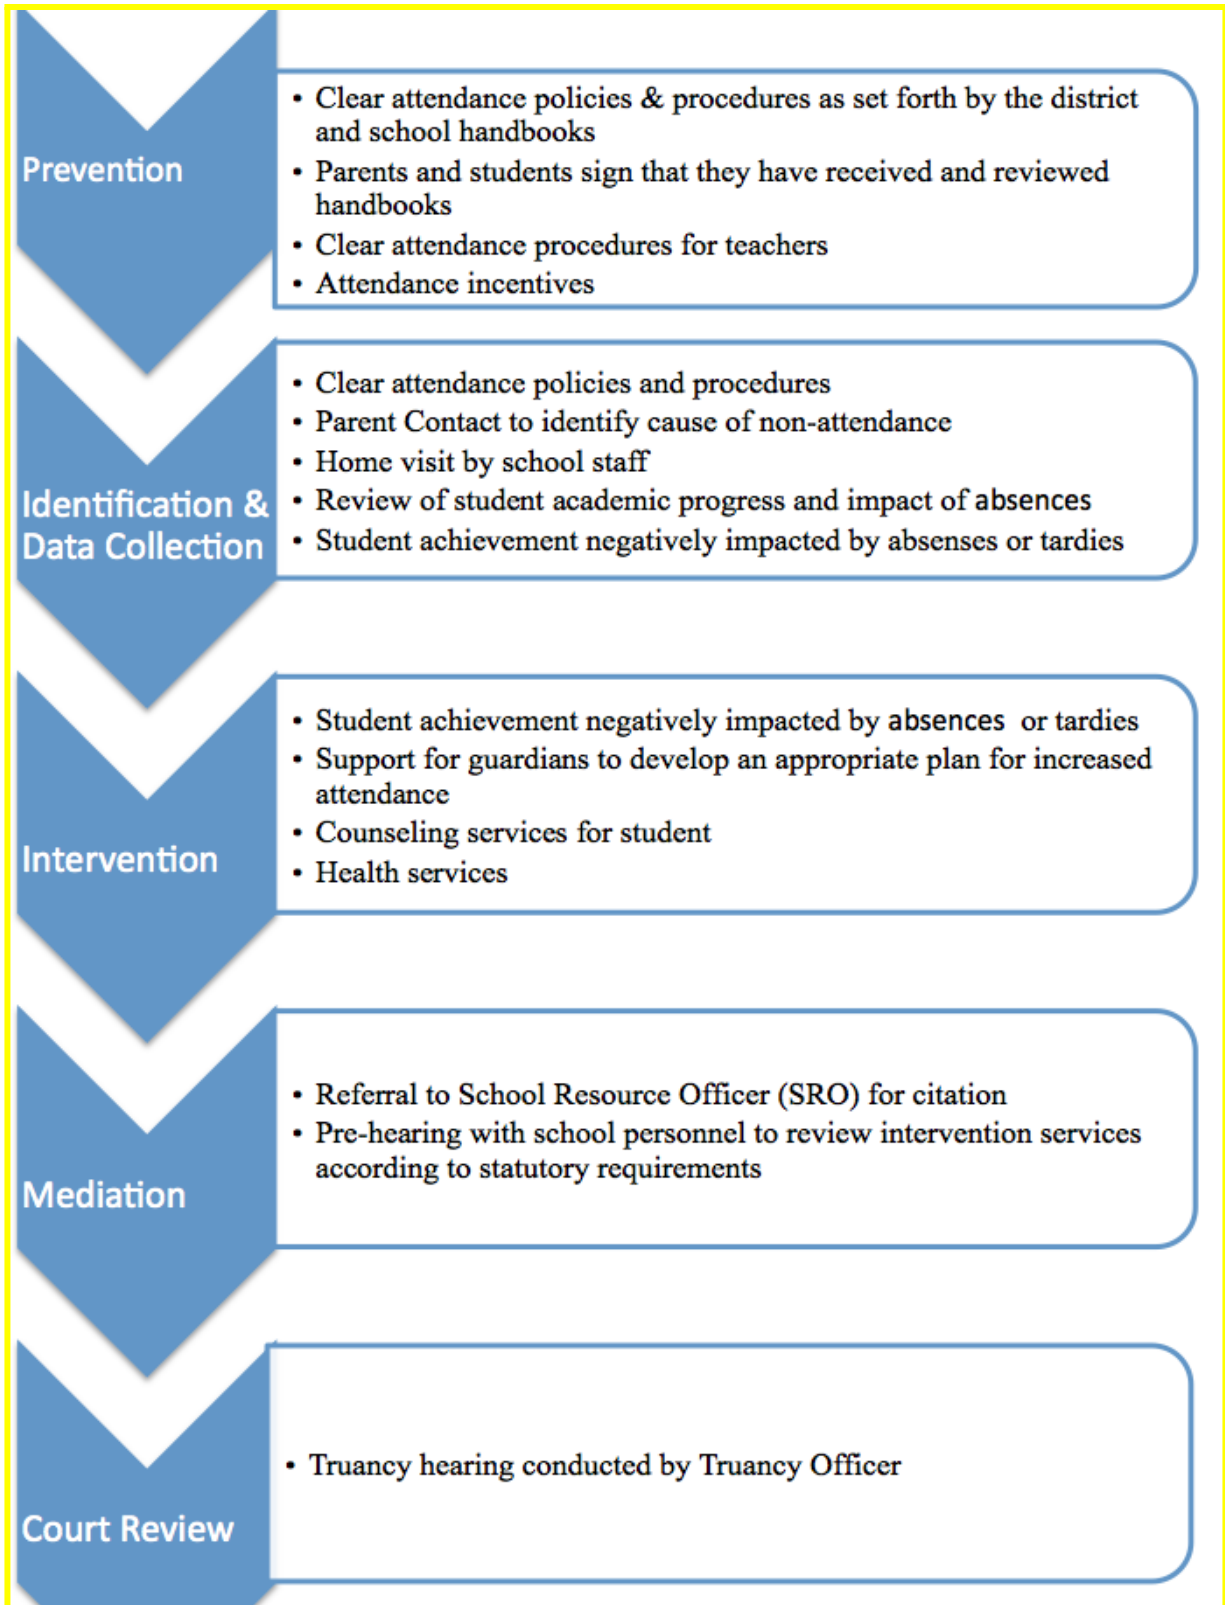 Prevention
• Clear attendance policies & procedures as set forth by the district
and school handbooks
• Parents and students sign that they have received and reviewed
handbooks
• Clear attendance procedures for teachers
• Attendance incentives
Identification &
Data Collection
• Clear attendance policies and procedures
• Parent Contact to identify cause of non-attendance
• Home visit by school staff
• Review of student academic progress and impact of absences
• Student achievement negatively impacted by absenses or tardies
Intervention
• Student achievement negatively impacted by absences or tardies
• Support for guardians to develop an appropriate plan for increased
attendance
• Counseling services for student
• Health services
Mediation
• Referral to School Resource Officer (SRO) for citation
• Pre-hearing with school personnel to review intervention services
according to statutory requirements
Court Review
• Truancy hearing conducted by Truancy Officer